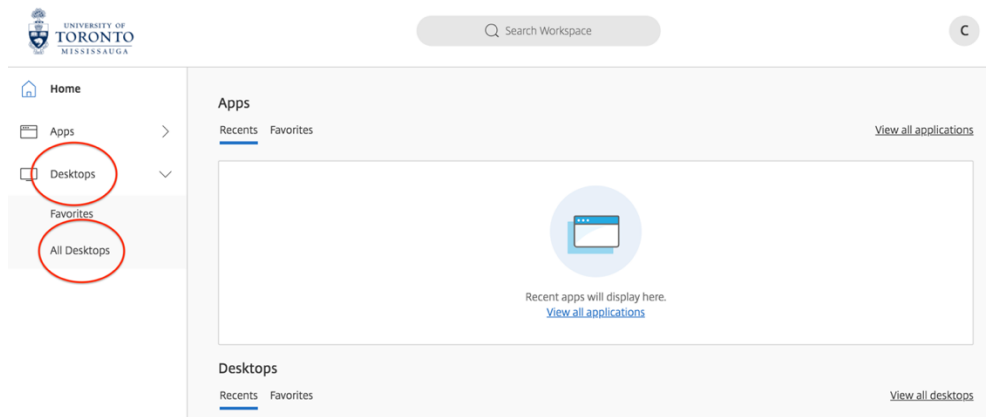 UNIVERSITY OF
TORONTO
MISSISSAUGA
Search Workspace
C
Home
Apps
Desktops
Favorites
All Desktops
Apps
Recents Favorites
View all applications
Recent apps will display here.
View all applications
Desktops
Recents Favorites
View all desktops